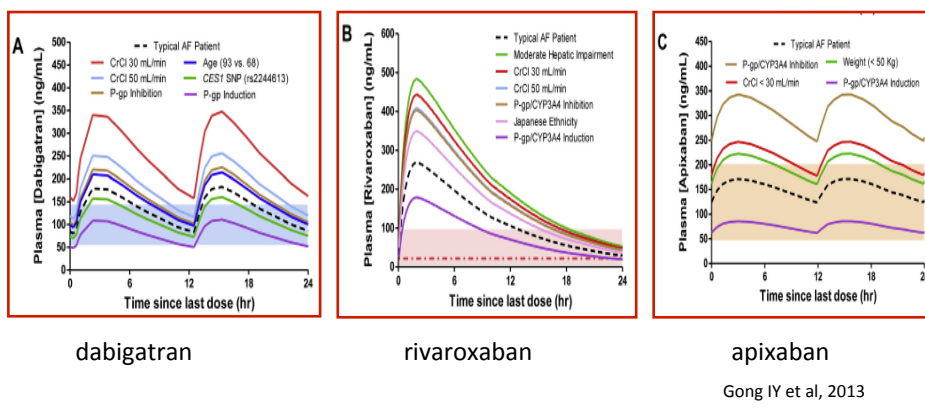 A
Typical AF Patient
CrCl 30 mL/min
Age (93 vs. 68)
CrCl 50 mL/min
CES1 SNP (rs2244613)
P-gp Inhibition
P-gp Induction
Plasma [Dabigatran] (ng/mL)
500
450
400
350
300
250
200
150
100
50
0
0 6 12 18 24
Time since last dose (hr)
B
Typical AF Patient
Moderate Hepatic Impairment
CrCl 30 mL/min
CrCl 50 mL/min
P-gp/CYP3A4 Inhibition
Japanese Ethnicity
P-gp/CYP3A4 Induction
Plasma [Rivaroxaban] (ng/mL)
600
500
400
300
200
100
0
0 6 12 18 24
Time since last dose (hr)
C
Typical AF Patient
P-gp/CYP3A4 Inhibition
Weight (< 50 Kg)
CrCl < 30 mL/min
P-gp/CYP3A4 Induction
Plasma [Apixaban] (ng/mL)
450
400
350
300
250
200
150
100
50
0
0 6 12 18 24
Time since last dose (hr)
dabigatran
rivaroxaban
apixaban
Gong IY et al, 2013